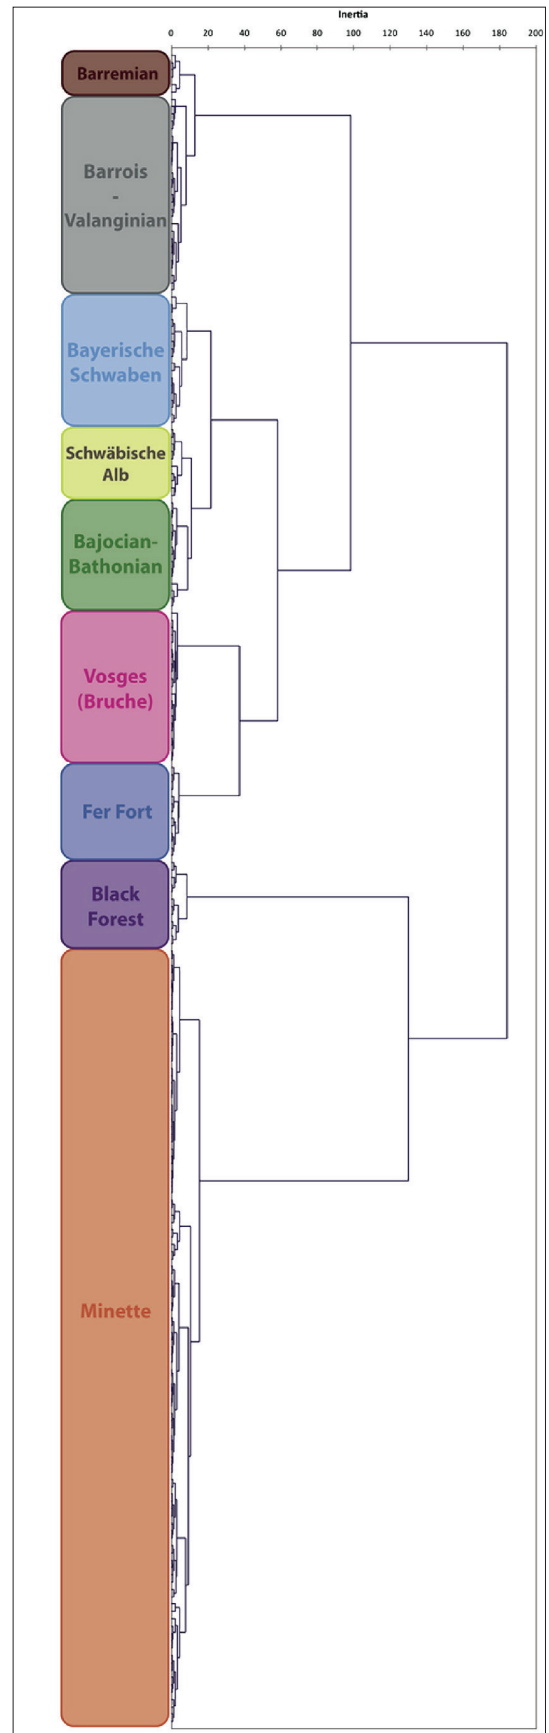 Inertia
0 20 40 60 80 100 120 140 160 180 200
Barremian
Barrois
-
Valanginian
Bayerische
Schwaben
Schwäbische
Alb
Bajocian-
Bathonian
Vosges
(Bruche)
Fer Fort
Black
Forest
Minette